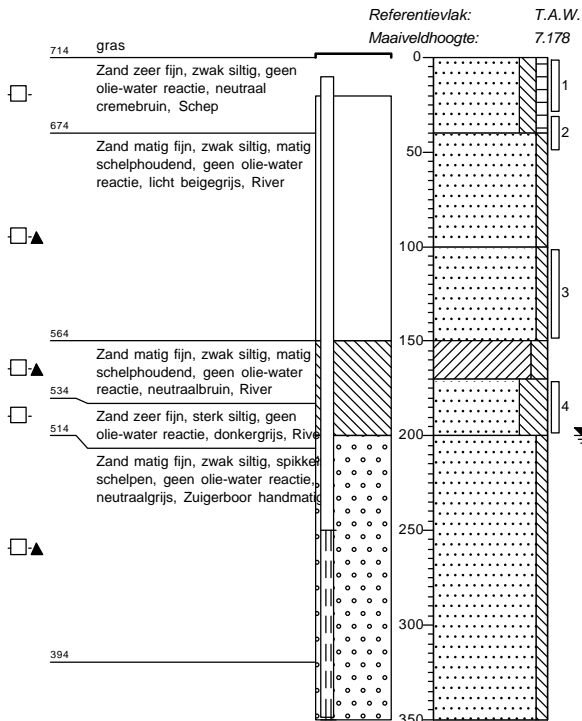 Referentievlak: T.A.W.
Maaiveldhoogte: 7.178
714 gras
Zand zeer fijn, zwak siltig, geen
olie-water reactie, neutraal
cremebruin, Schep
674
Zand matig fijn, zwak siltig, matig
schelphoudend, geen olie-water
reactie, licht beigegrijs, River
564
Zand matig fijn, zwak siltig, matig
schelphoudend, geen olie-water
reactie, neutraalbruin, River
534
Zand zeer fijn, sterk siltig, geen
olie-water reactie, donkergrijs, Rive
514
Zand matig fijn, zwak siltig, spikkel
schelpen, geen olie-water reactie,
neutraalgrijs, Zuigerboor handmatig
394
0
50
100
150
200
250
300
350
1
2
3
4